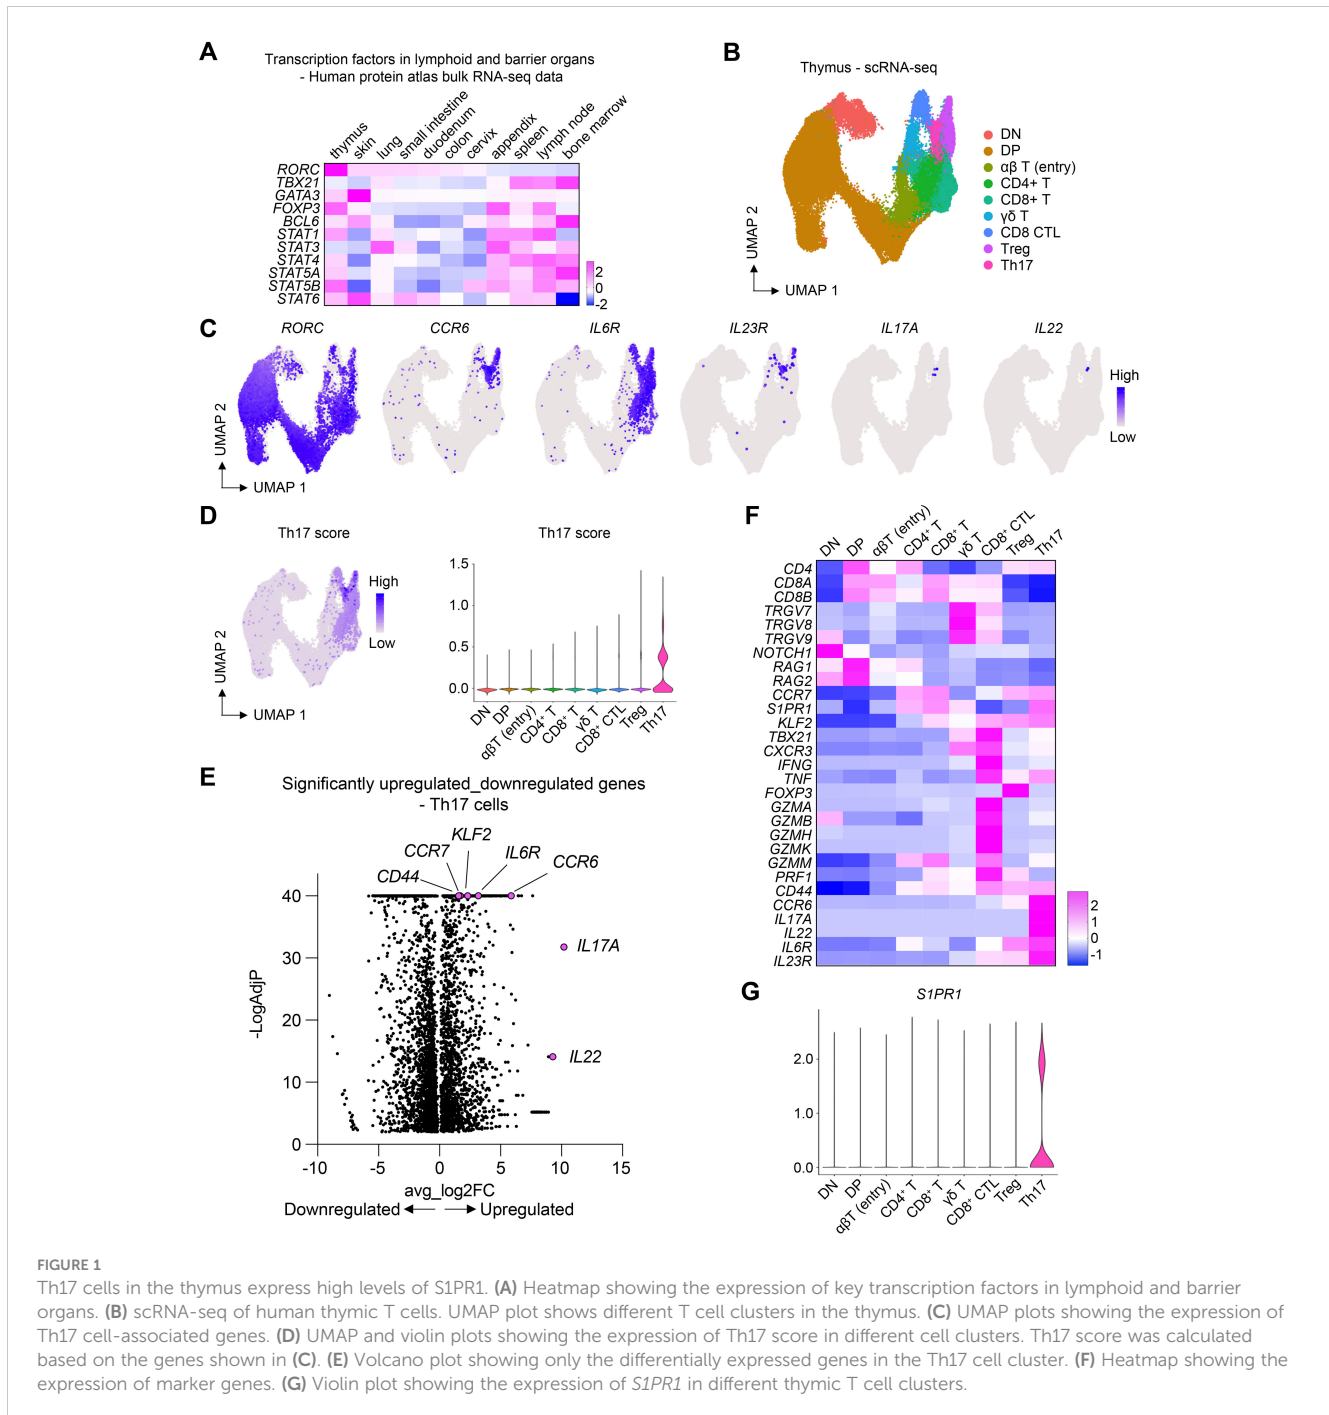 A
Transcription factors in lymphoid and barrier organs
- Human protein atlas bulk RNA-seq data
thymus
skin
lung
small intestine
duodenum
colon
cervix
appendix
spleen
lymph node
bone marrow
RORC
TBX21
GATA3
FOXP3
BCL6
STAT1
STAT3
STAT4
STAT5A
STAT5B
STAT6
2
0
-2
B
Thymus - scRNA-seq
UMAP 2
UMAP 1
DN
DP
αβ T (entry)
CD4+ T
CD8+ T
γδ T
CD8 CTL
Treg
Th17
C
RORC
CCR6
IL6R
IL23R
IL17A
IL22
UMAP 2
UMAP 1
High
Low
D
Th17 score
UMAP 2
UMAP 1
High
Low
Th17 score
1.5
1.0
0.5
0.0
DN
DP
αβT (entry)
CD4⁺ T
CD8⁺ T
γδ T
CD8⁺ CTL
Treg
Th17
E
Significantly upregulated_downregulated genes
- Th17 cells
KLF2
CCR7
IL6R
CD44
CCR6
IL17A
IL22
-LogAdjP
40
30
20
10
0
-10
-5
0
5
10
15
avg_log2FC
Downregulated
Upregulated
F
DN
DP
αβT (entry)
CD4⁺ T
CD8⁺ T
γδ T
CD8⁺ CTL
Treg
Th17
CD4
CD8A
CD8B
TRGV7
TRGV8
TRGV9
NOTCH1
RAG1
RAG2
CCR7
S1PR1
KLF2
TBX21
CXCR3
IFNG
TNF
FOXP3
GZMA
GZMB
GZMH
GZMK
GZMM
PRF1
CD44
CCR6
IL17A
IL22
IL6R
IL23R
2
1
0
-1
G
S1PR1
2.0
1.0
0.0
DN
DP
αβT (entry)
CD4⁺ T
CD8⁺ T
γδ T
CD8⁺ CTL
Treg
Th17
FIGURE 1
Th17 cells in the thymus express high levels of S1PR1. (A) Heatmap showing the expression of key transcription factors in lymphoid and barrier
organs. (B) scRNA-seq of human thymic T cells. UMAP plot shows different T cell clusters in the thymus. (C) UMAP plots showing the expression of
Th17 cell-associated genes. (D) UMAP and violin plots showing the expression of Th17 score in different cell clusters. Th17 score was calculated
based on the genes shown in (C). (E) Volcano plot showing only the differentially expressed genes in the Th17 cell cluster. (F) Heatmap showing the
expression of marker genes. (G) Violin plot showing the expression of S1PR1 in different thymic T cell clusters.